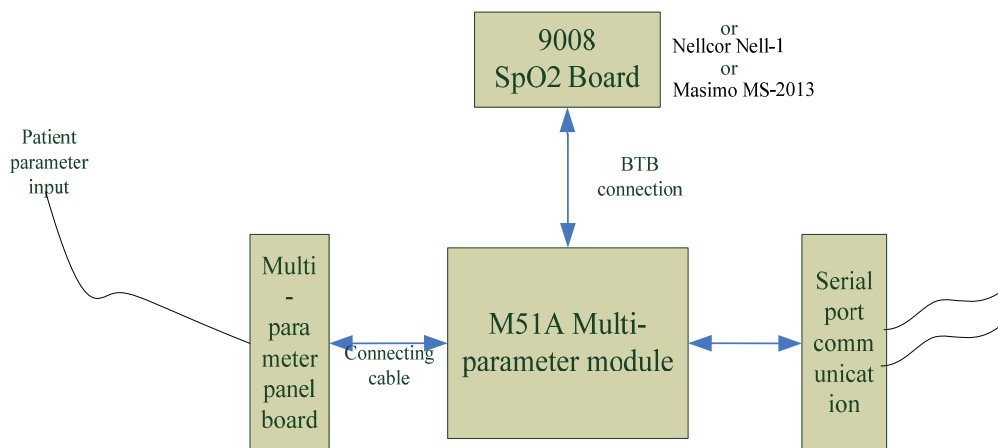 9008
SpO2 Board
or
Nellcor Nell-1
or
Masimo MS-2013
Patient
parameter
input
BTB
connection
Multi
-
para
meter
panel
board
Connecting
cable
M51A Multi-
parameter module
Serial
port
comm
unicat
ion